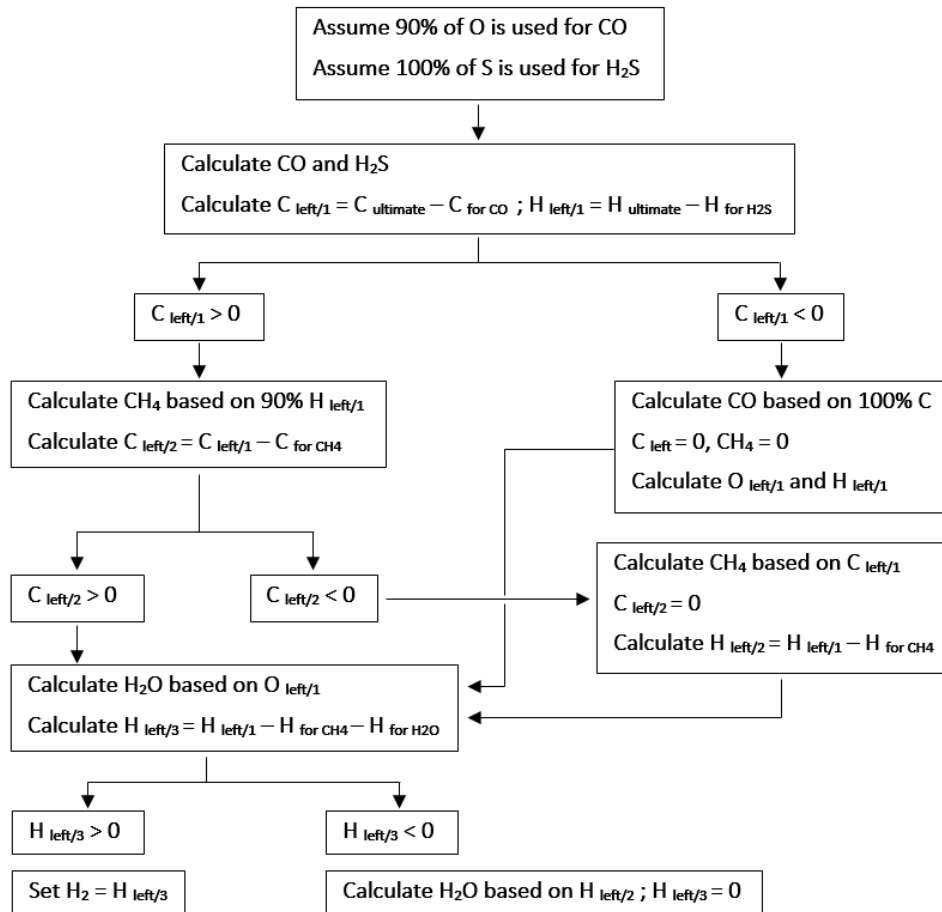 Assume 90% of O is used for CO
Assume 100% of S is used for H₂S
Calculate CO and H₂S
Calculate C left/1 = C ultimate – C for CO ; H left/1 = H ultimate – H for H2S
C left/1 > 0
C left/1 < 0
Calculate CH₄ based on 90% H left/1
Calculate C left/2 = C left/1 – C for CH4
Calculate CO based on 100% C
C left = 0, CH₄ = 0
Calculate O left/1 and H left/1
C left/2 > 0
C left/2 < 0
Calculate CH₄ based on C left/1
C left/2 = 0
Calculate H left/2 = H left/1 – H for CH4
Calculate H₂O based on O left/1
Calculate H left/3 = H left/1 – H for CH4 – H for H2O
H left/3 > 0
H left/3 < 0
Set H₂ = H left/3
Calculate H₂O based on H left/2 ; H left/3 = 0